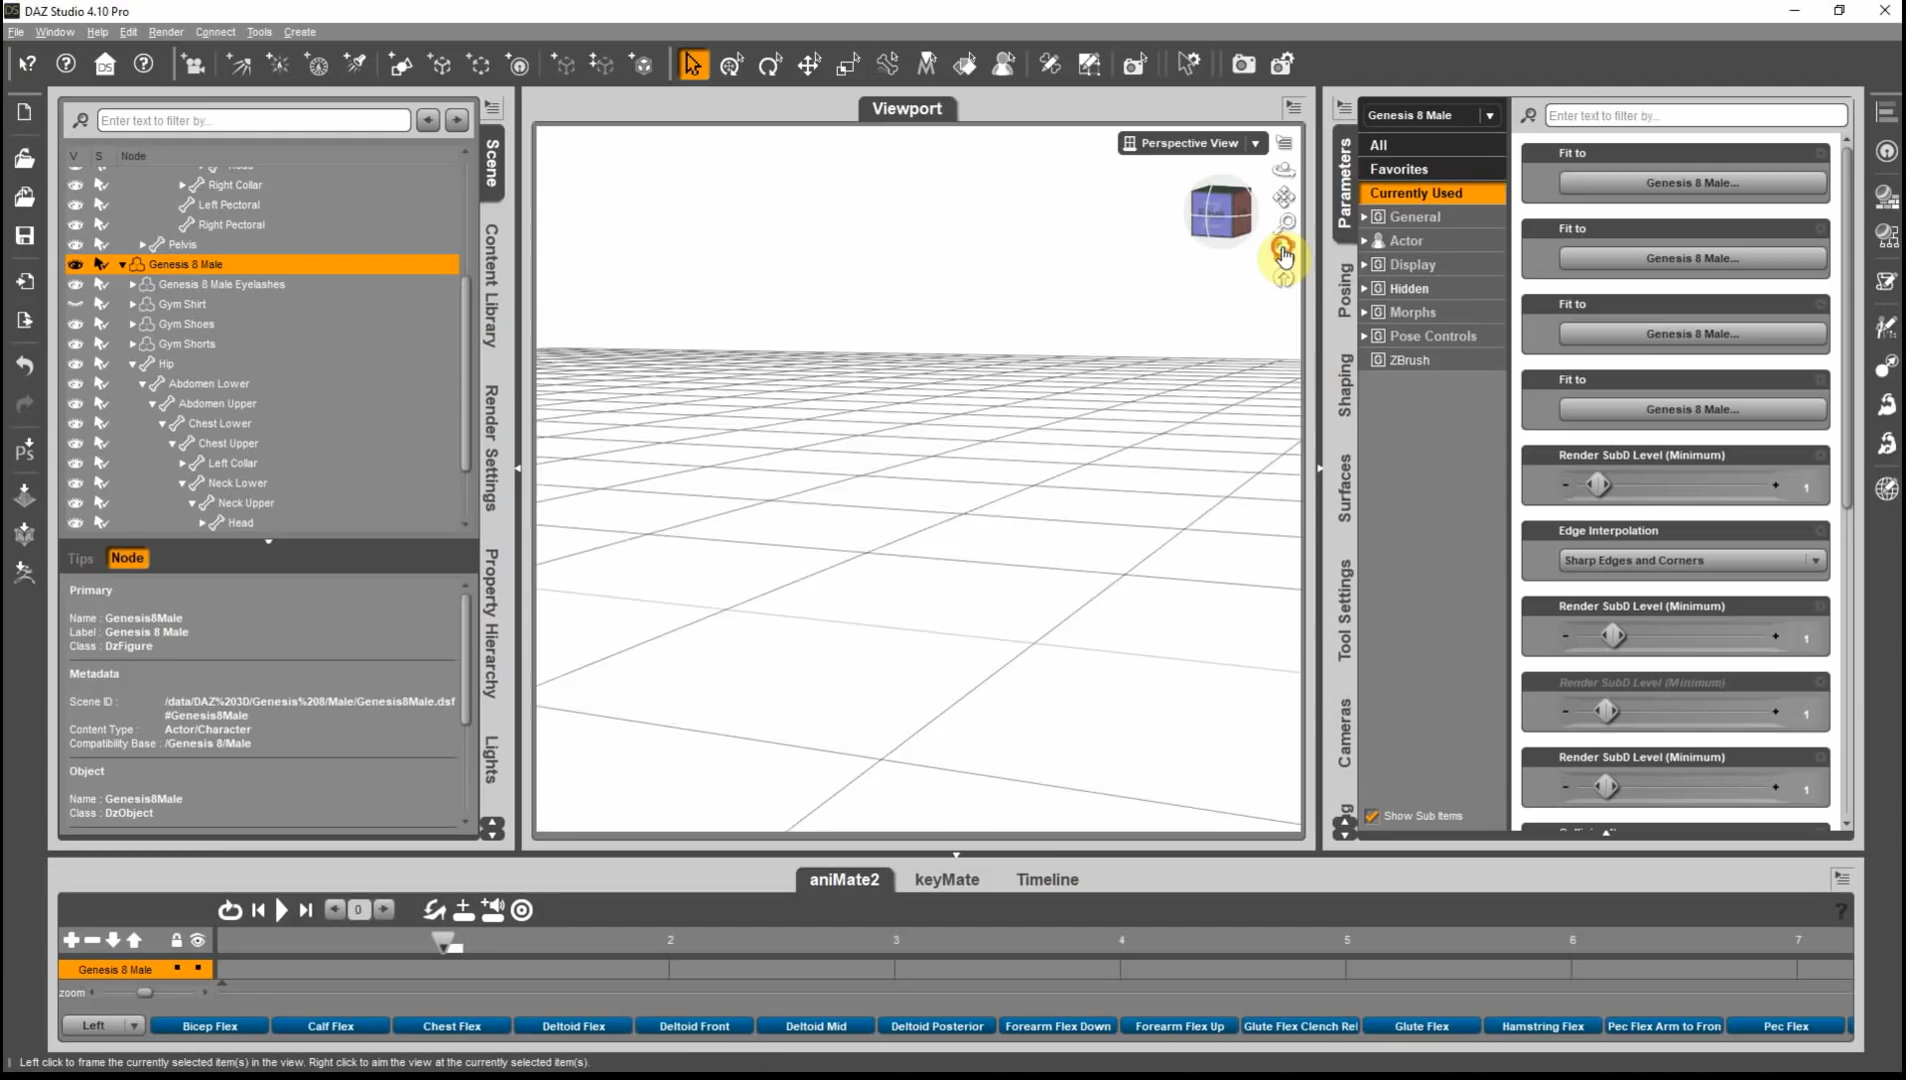 DAZ Studio 4.10 Pro
File Window Help Edit Render Connect Tools Create
Viewport
Perspective View
Enter text to filter by...
V S Node
Right Collar
Left Pectoral
Right Pectoral
Pelvis
Genesis 8 Male
Genesis 8 Male Eyelashes
Gym Shirt
Gym Shoes
Gym Shorts
Hip
Abdomen Lower
Abdomen Upper
Chest Lower
Chest Upper
Left Collar
Neck Lower
Neck Upper
Head
Scene
Content Library
Render Settings
Property Hierarchy
Lights
Tips Node
Primary
Name : Genesis8Male
Label : Genesis 8 Male
Class : DzFigure
Metadata
Scene ID : /data/DAZ%203D/Genesis%208/Male/Genesis8Male.dsf
#Genesis8Male
Content Type : Actor/Character
Compatibility Base : /Genesis 8/Male
Object
Name : Genesis8Male
Class : DzObject
Parameters
Posing
Shaping
Surfaces
Tool Settings
Cameras
Genesis 8 Male
All
Favorites
Currently Used
General
Actor
Display
Hidden
Morphs
Pose Controls
ZBrush
Show Sub Items
Enter text to filter by...
Fit to
Genesis 8 Male...
Fit to
Genesis 8 Male...
Fit to
Genesis 8 Male...
Fit to
Genesis 8 Male...
Render SubD Level (Minimum)
- + 1
Edge Interpolation
Sharp Edges and Corners
Render SubD Level (Minimum)
- + 1
Render SubD Level (Minimum)
- + 1
Render SubD Level (Minimum)
- + 1
aniMate2 keyMate Timeline
0
2 3 4 5 6 7
Genesis 8 Male
zoom
Left Bicep Flex Calf Flex Chest Flex Deltoid Flex Deltoid Front Deltoid Mid Deltoid Posterior Forearm Flex Down Forearm Flex Up Glute Flex Clench Rel Glute Flex Hamstring Flex Pec Flex Arm to Fron Pec Flex
Left click to frame the currently selected item(s) in the view. Right click to aim the view at the currently selected item(s).